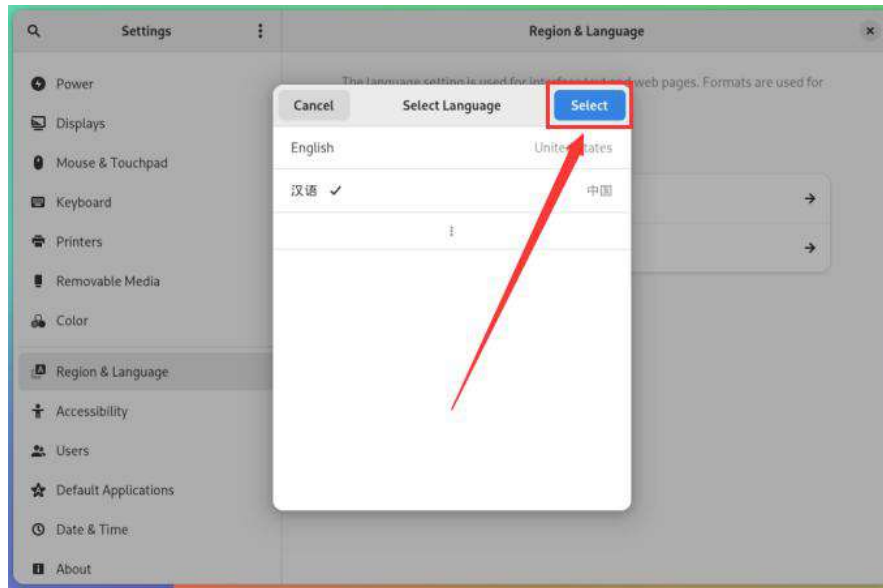 Settings
Region & Language
Power
The language setting is used for interface text and web pages. Formats are used for
Cancel
Select Language
Select
Displays
English
United States
Mouse & Touchpad
汉语
中国
Keyboard
Printers
Removable Media
Color
Region & Language
Accessibility
Users
Default Applications
Date & Time
About